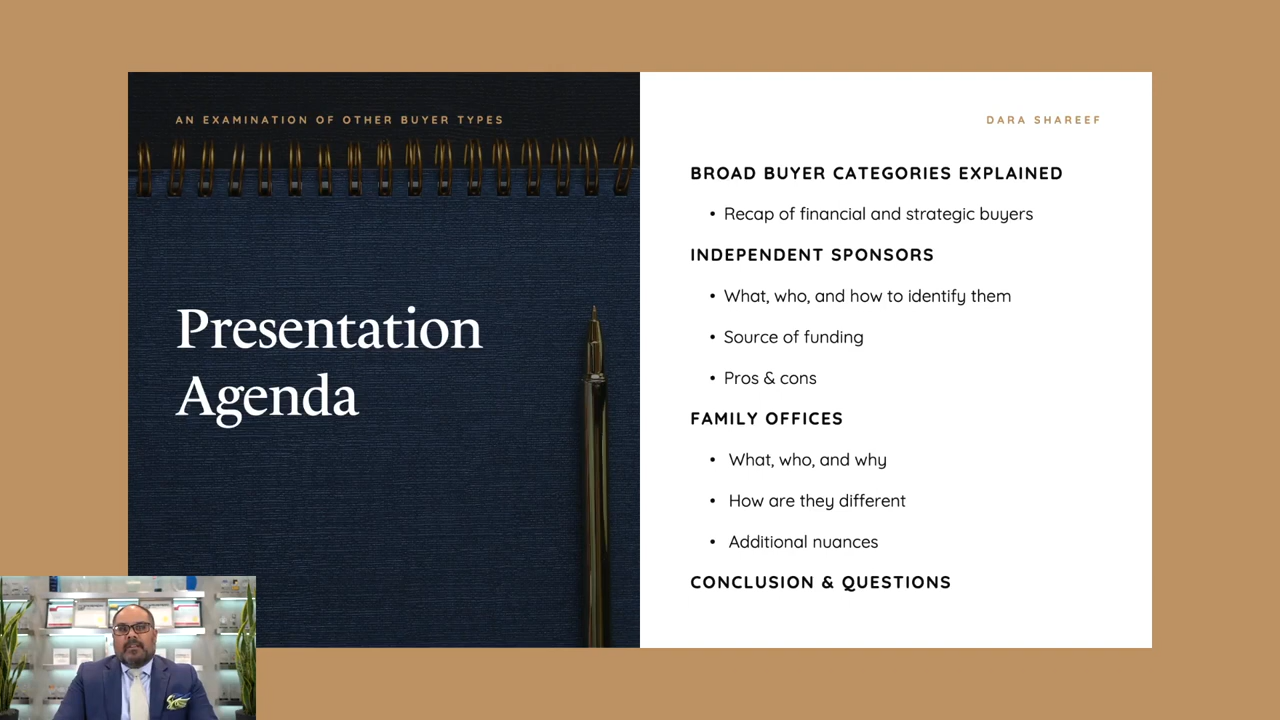 AN EXAMINATION OF OTHER BUYER TYPES
Presentation
Agenda
DARA SHAREEF
BROAD BUYER CATEGORIES EXPLAINED
• Recap of financial and strategic buyers
INDEPENDENT SPONSORS
• What, who, and how to identify them
• Source of funding
• Pros & cons
FAMILY OFFICES
• What, who, and why
• How are they different
• Additional nuances
CONCLUSION & QUESTIONS